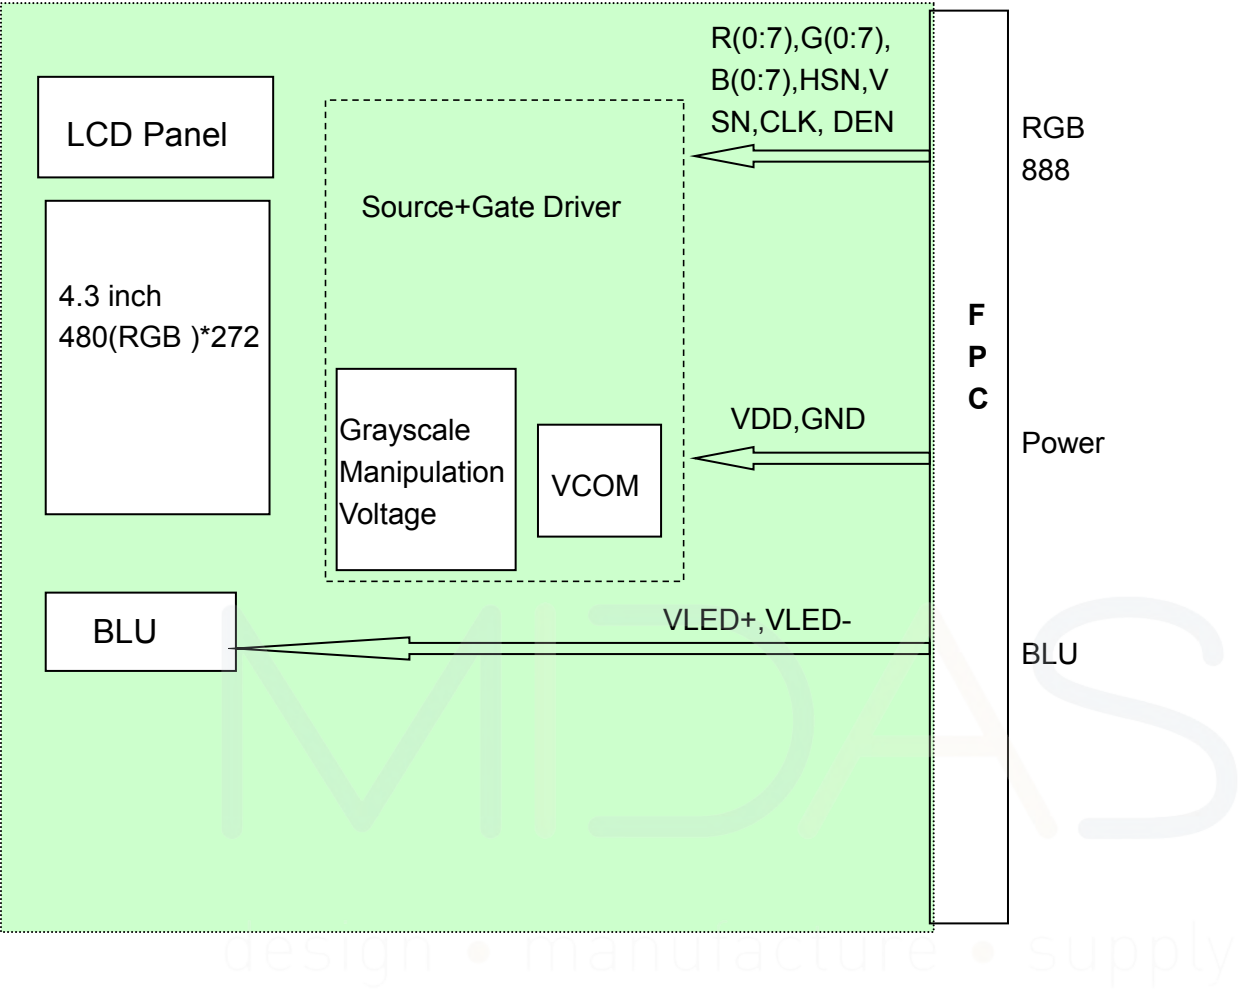 R(0:7),G(0:7),
B(0:7),HSN,V
SN,CLK, DEN
LCD Panel
RGB
888
Source+Gate Driver
4.3 inch
480(RGB )*272
F
P
C
Grayscale
Manipulation
Voltage
VCOM
VDD,GND
Power
BLU
VLED+,VLED-
BLU
MIDAS
design • manufacture • supply